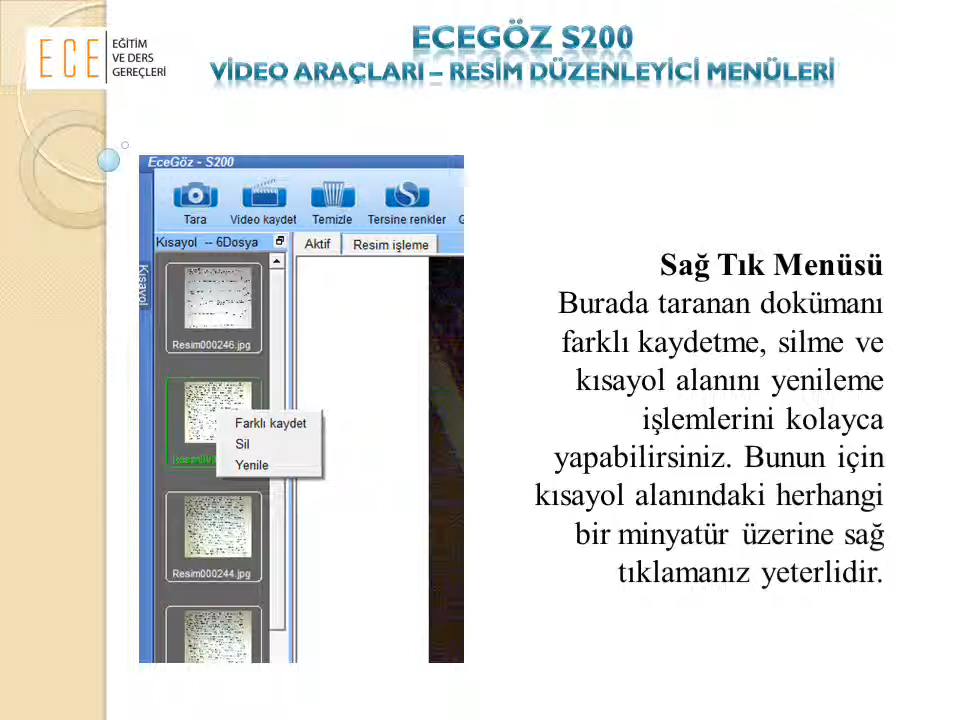 ECEGÖZ S200
VİDEO ARAÇLARI – RESİM DÜZENLEYİCİ MENÜLERİ
ECE
EĞİTİM
VE DERS
GEREÇLERİ
EceGöz - S200
Tara Video kaydet Temizle Tersine renkler
Kısayol -- 6Dosya
Aktif Resim işleme
Kısayol
Resim000246.jpg
Farklı kaydet
Sil
Yenile
Resim000244.jpg
Sağ Tık Menüsü
Burada taranan dokümanı
farklı kaydetme, silme ve
kısayol alanını yenileme
işlemlerini kolayca
yapabilirsiniz. Bunun için
kısayol alanındaki herhangi
bir minyatür üzerine sağ
tıklamanız yeterlidir.